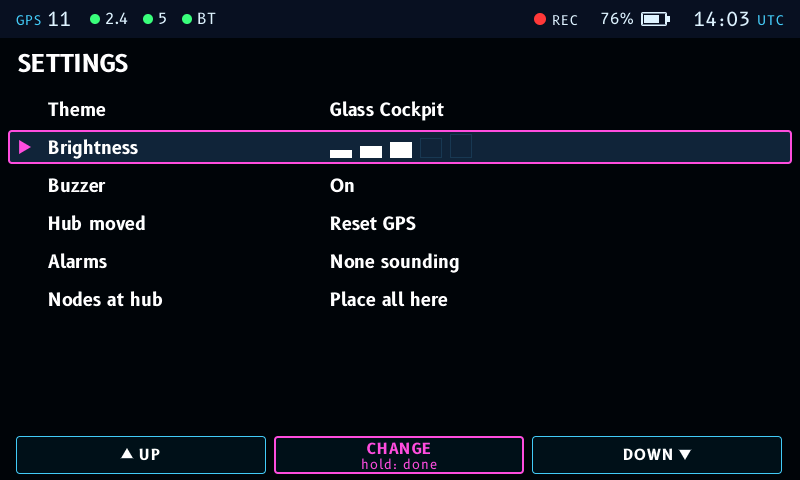 GPS 11 2.4 5 BT REC 76% 14:03 UTC
SETTINGS
Theme Glass Cockpit
Brightness
Buzzer On
Hub moved Reset GPS
Alarms None sounding
Nodes at hub Place all here
▲ UP CHANGE DOWN ▼
hold: done